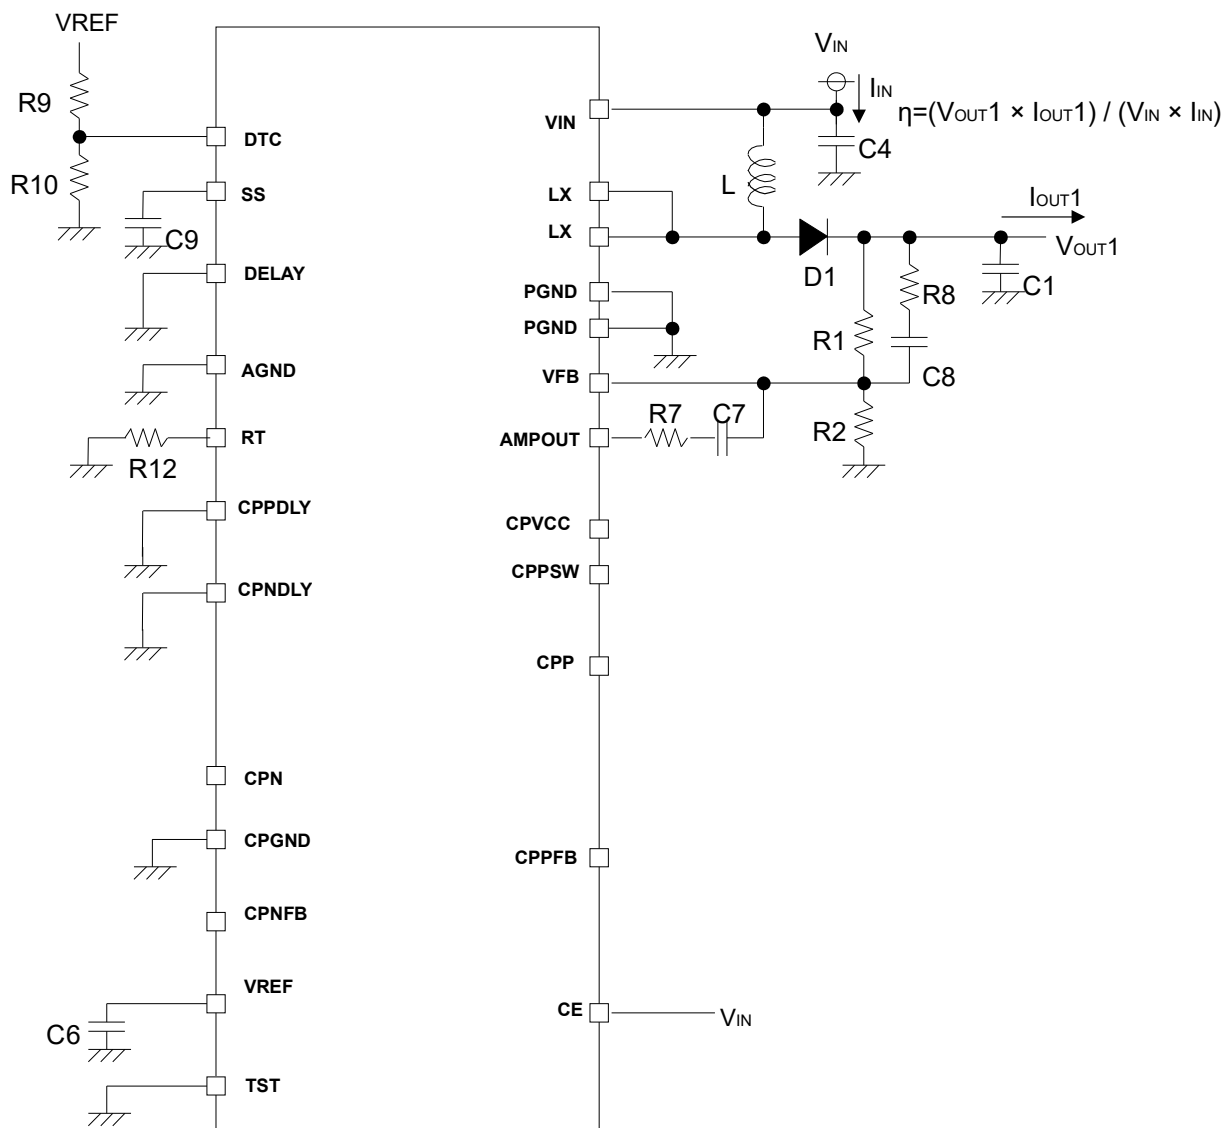 VREF
R9
R10
DTC
SS
C9
DELAY
AGND
RT
R12
CPPDLY
CPNDLY
CPN
CPGND
CPNFB
VREF
C6
TST
VIN
LX
LX
PGND
PGND
VFB
AMPOUT
CPVCC
CPPSW
CPP
CPPFB
CE
VIN
VIN
IIN
η=(VOUT1 × IOUT1) / (VIN × IIN)
C4
L
D1
IOUT1
VOUT1
C1
R8
R1
C8
R7
C7
R2